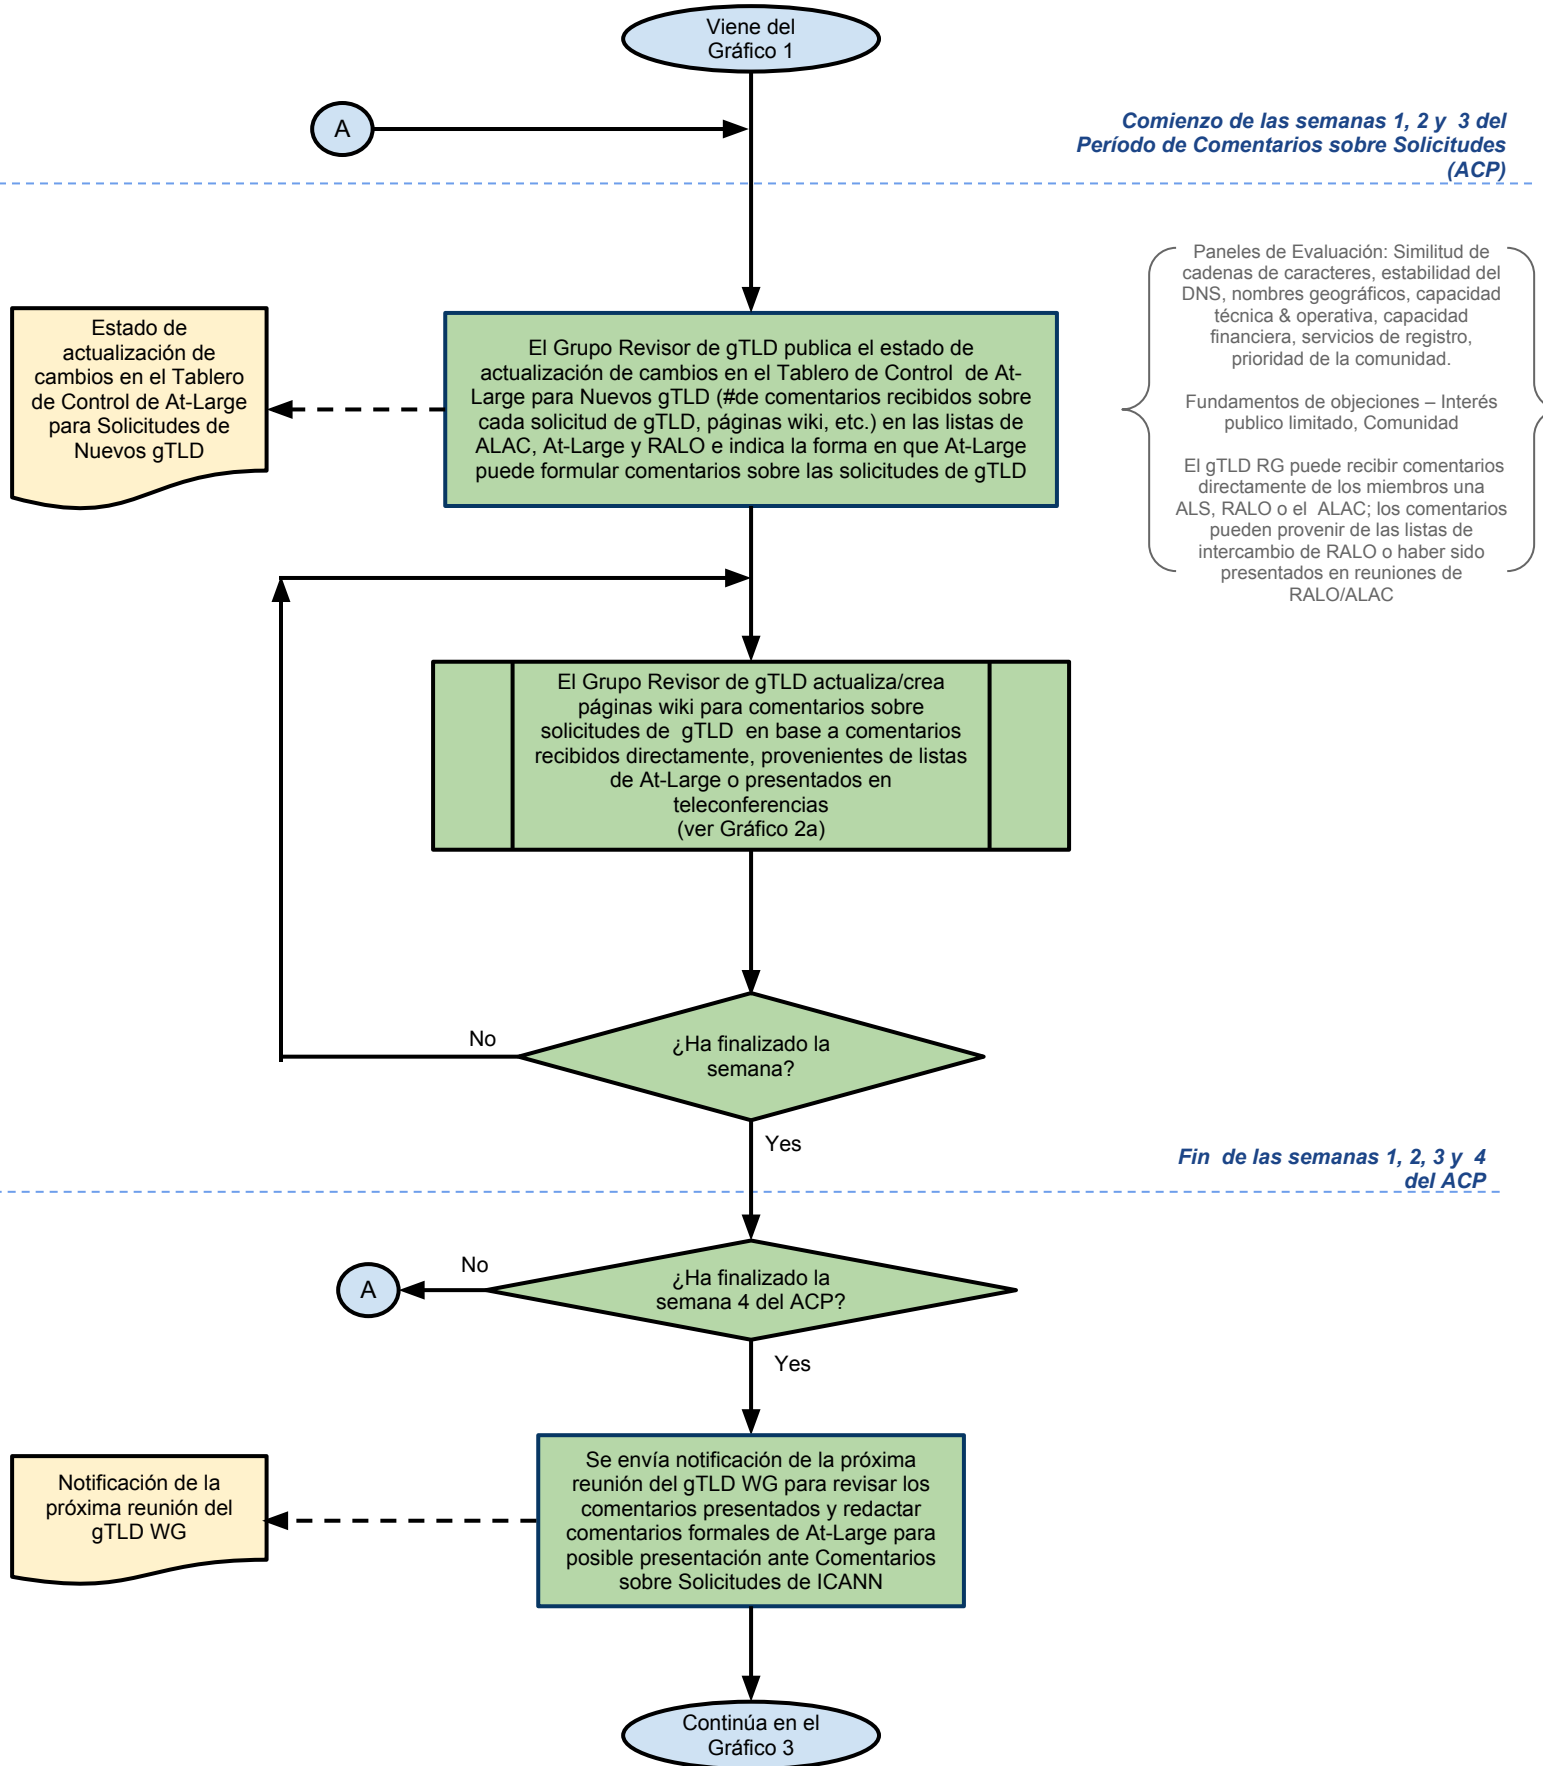 Viene del
Gráfico 1
A
Comienzo de las semanas 1, 2 y 3 del
Período de Comentarios sobre Solicitudes
(ACP)
Paneles de Evaluación: Similitud de
cadenas de caracteres, estabilidad del
DNS, nombres geográficos, capacidad
técnica & operativa, capacidad
financiera, servicios de registro,
prioridad de la comunidad.
Fundamentos de objeciones – Interés
publico limitado, Comunidad
El gTLD RG puede recibir comentarios
directamente de los miembros una
ALS, RALO o el ALAC; los comentarios
pueden provenir de las listas de
intercambio de RALO o haber sido
presentados en reuniones de
RALO/ALAC
Estado de
actualización de
cambios en el Tablero
de Control de At-Large
para Solicitudes de
Nuevos gTLD
El Grupo Revisor de gTLD publica el estado de
actualización de cambios en el Tablero de Control de At-
Large para Nuevos gTLD (#de comentarios recibidos sobre
cada solicitud de gTLD, páginas wiki, etc.) en las listas de
ALAC, At-Large y RALO e indica la forma en que At-Large
puede formular comentarios sobre las solicitudes de gTLD
El Grupo Revisor de gTLD actualiza/crea
páginas wiki para comentarios sobre
solicitudes de gTLD en base a comentarios
recibidos directamente, provenientes de listas
de At-Large o presentados en
teleconferencias
(ver Gráfico 2a)
No
¿Ha finalizado la
semana?
Yes
Fin de las semanas 1, 2, 3 y 4
del ACP
A
No
¿Ha finalizado la
semana 4 del ACP?
Yes
Notificación de la
próxima reunión del
gTLD WG
Se envía notificación de la próxima
reunión del gTLD WG para revisar los
comentarios presentados y redactar
comentarios formales de At-Large para
posible presentación ante Comentarios
sobre Solicitudes de ICANN
Continúa en el
Gráfico 3